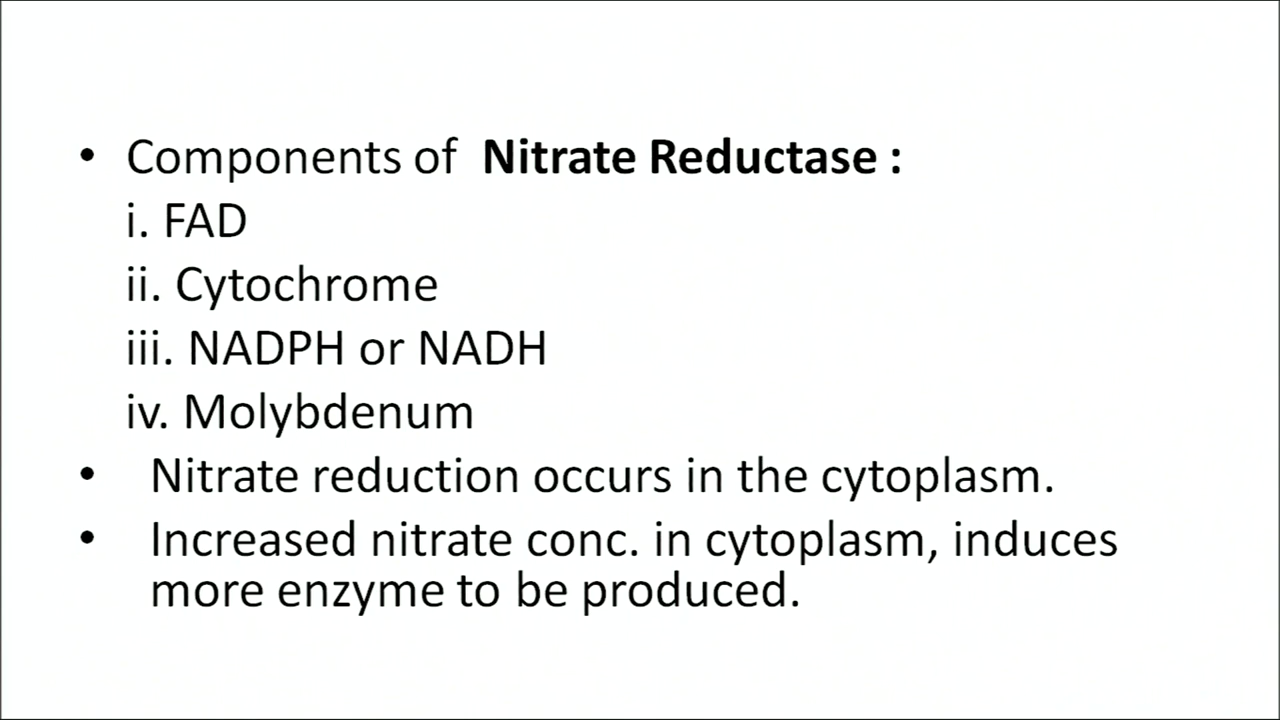 • Components of Nitrate Reductase :
i. FAD
ii. Cytochrome
iii. NADPH or NADH
iv. Molybdenum
• Nitrate reduction occurs in the cytoplasm.
• Increased nitrate conc. in cytoplasm, induces
more enzyme to be produced.